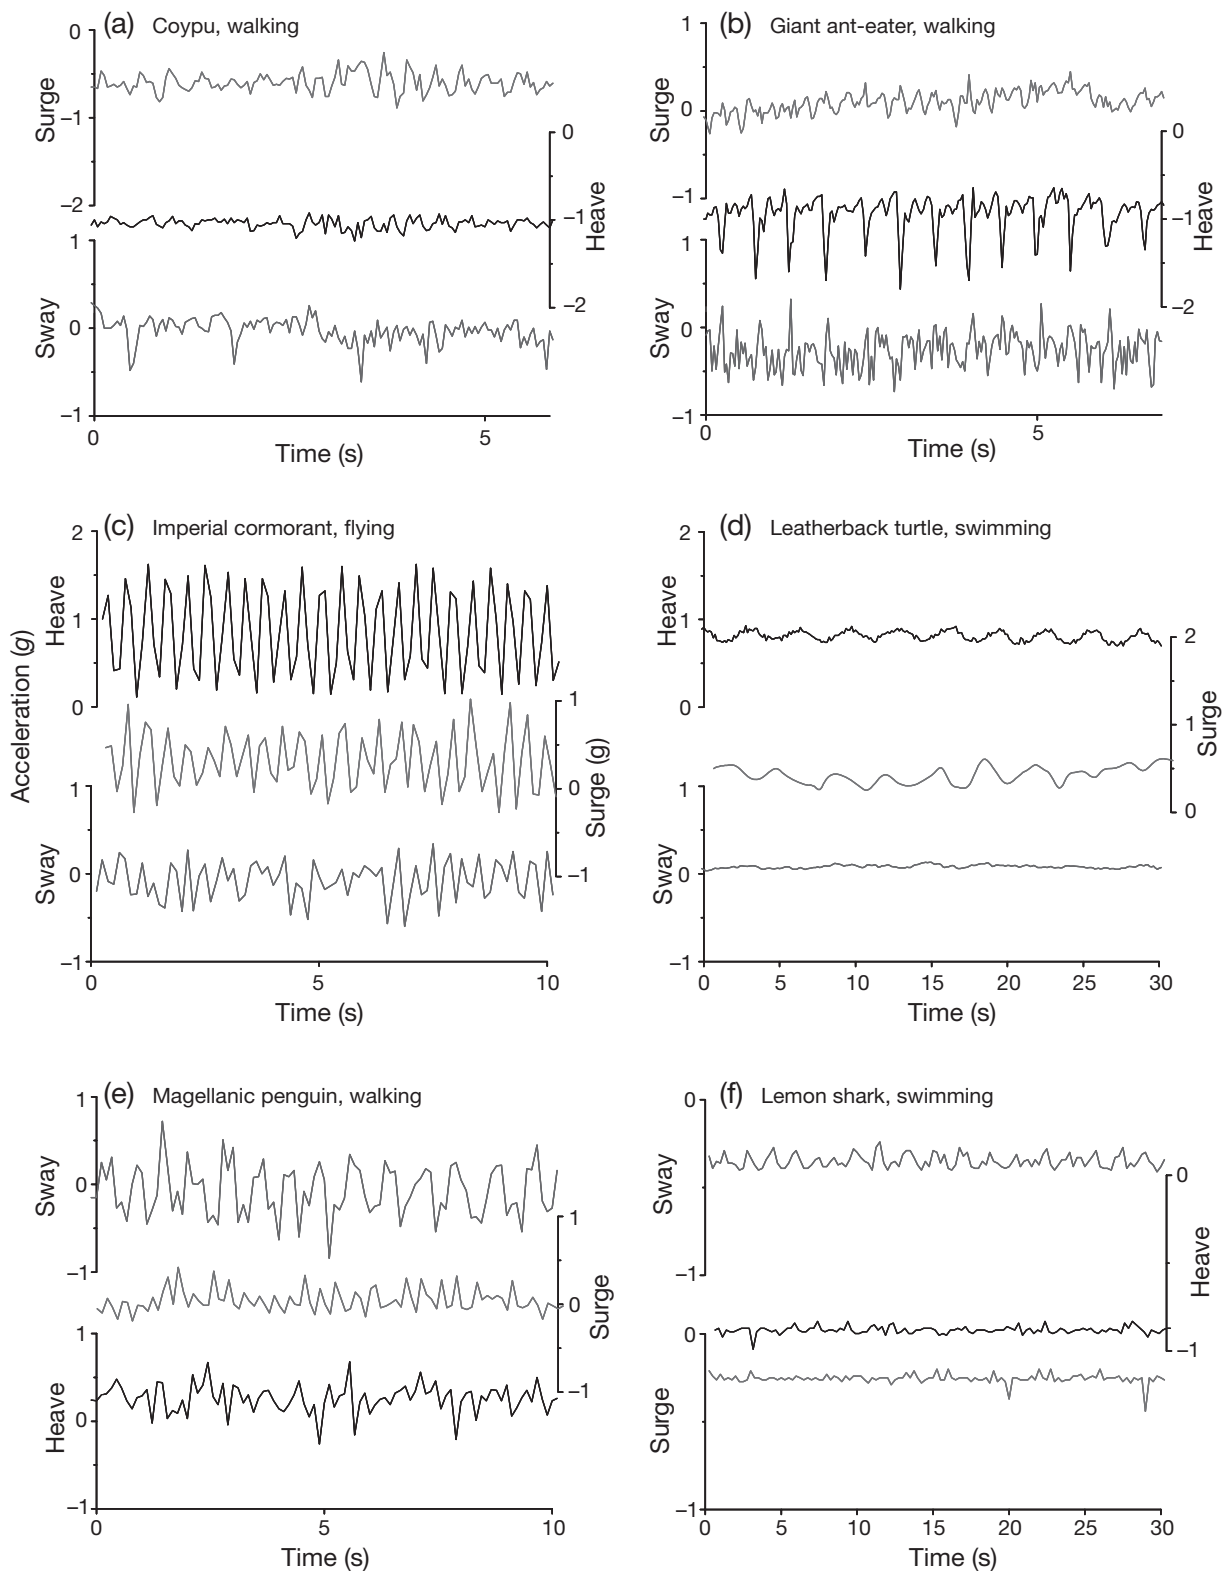 (a) Coypu, walking
0
Surge
−1
−2
0
Heave
−1
−2
1
Sway
0
−1
0
5
Time (s)
(b) Giant ant-eater, walking
1
Surge
0
−1
0
Heave
−1
−2
1
Sway
0
−1
0
5
Time (s)
Acceleration (g)
(c) Imperial cormorant, flying
2
Heave
1
0
1
Surge (g)
0
−1
1
Sway
0
−1
0
5
10
Time (s)
(d) Leatherback turtle, swimming
2
Heave
1
0
2
Surge
1
0
1
Sway
0
−1
0
5
10
15
20
25
30
Time (s)
(e) Magellanic penguin, walking
1
Sway
0
−1
1
Surge
0
−1
1
Heave
0
−1
0
5
10
Time (s)
(f) Lemon shark, swimming
0
Sway
−1
0
Heave
−1
0
Surge
−1
0
5
10
15
20
25
30
Time (s)